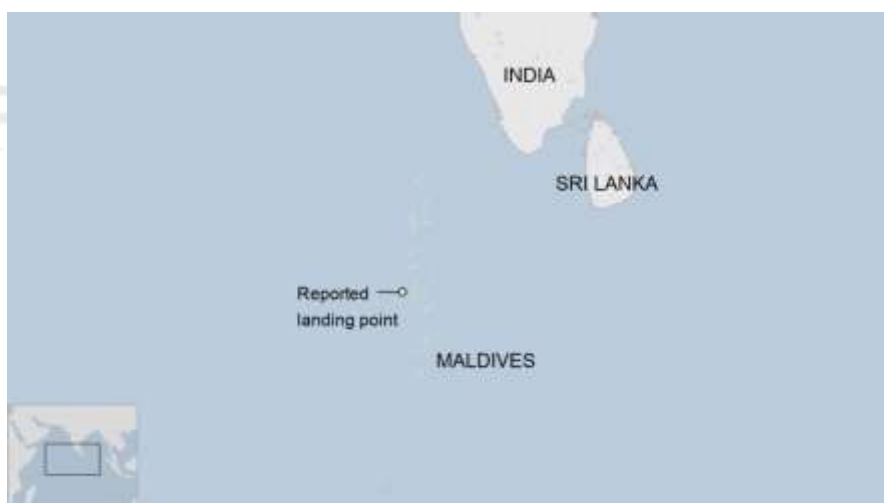 INDIA
SRI LANKA
Reported
landing point
MALDIVES